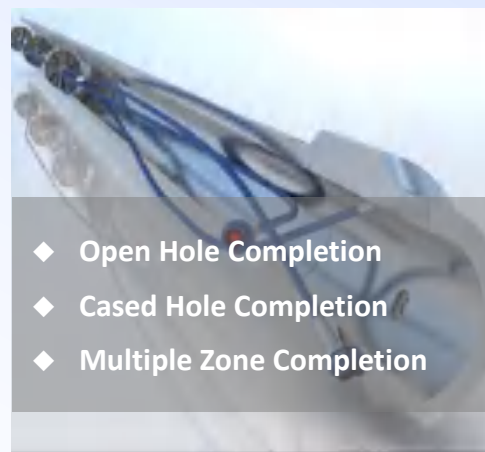 ◆ Open Hole Completion
◆ Cased Hole Completion
◆ Multiple Zone Completion